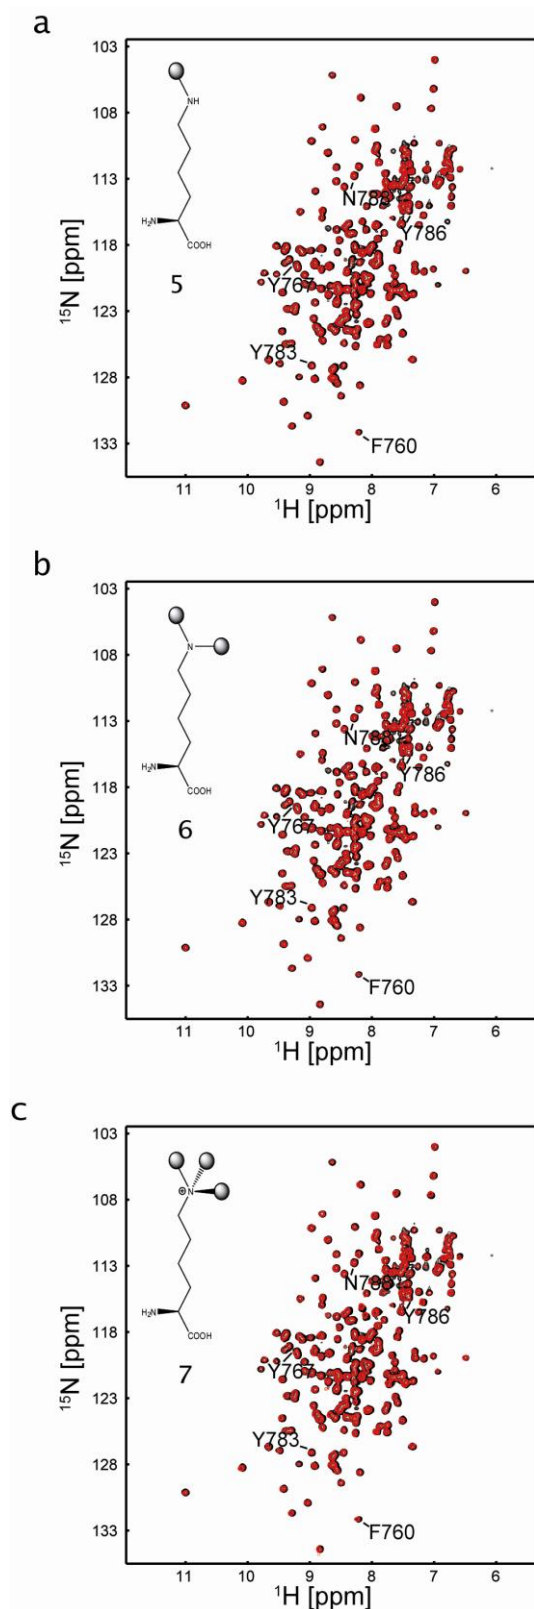 a
103
108
113
118
123
128
133
¹⁵N [ppm]
NH
H₂N
COOH
5
N788
Y786
Y767
Y783
F760
11 10 9 8 7 6
¹H [ppm]
b
103
108
113
118
123
128
133
¹⁵N [ppm]
N
H₂N
COOH
6
N788
Y786
Y767
Y783
F760
11 10 9 8 7 6
¹H [ppm]
c
103
108
113
118
123
128
133
¹⁵N [ppm]
⊕N
H₂N
COOH
7
N788
Y786
Y767
Y783
F760
11 10 9 8 7 6
¹H [ppm]